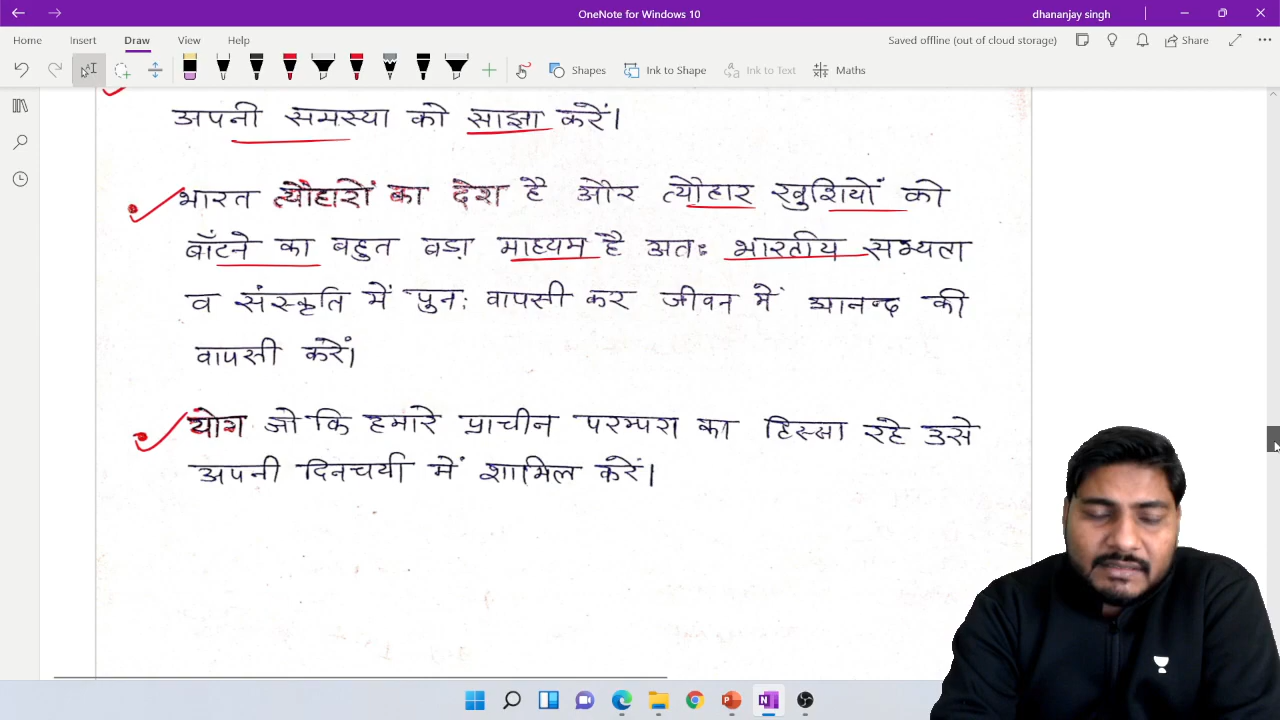 OneNote for Windows 10
dhananjay singh
Home Insert Draw View Help
Saved offline (out of cloud storage)
Share
Shapes
Ink to Shape
Ink to Text
Maths
अपनी समस्या को साझा करें।
भारत त्यौहारों का देश है और त्यौहार खुशियों को
बाँटने का बहुत बड़ा माध्यम है अतः भारतीय सभ्यता
व संस्कृति में पुनः वापसी कर जीवन में आनन्द की
वापसी करें।
योग जो कि हमारे प्राचीन परम्परा का हिस्सा रहे उसे
अपनी दिनचर्या में शामिल करें।